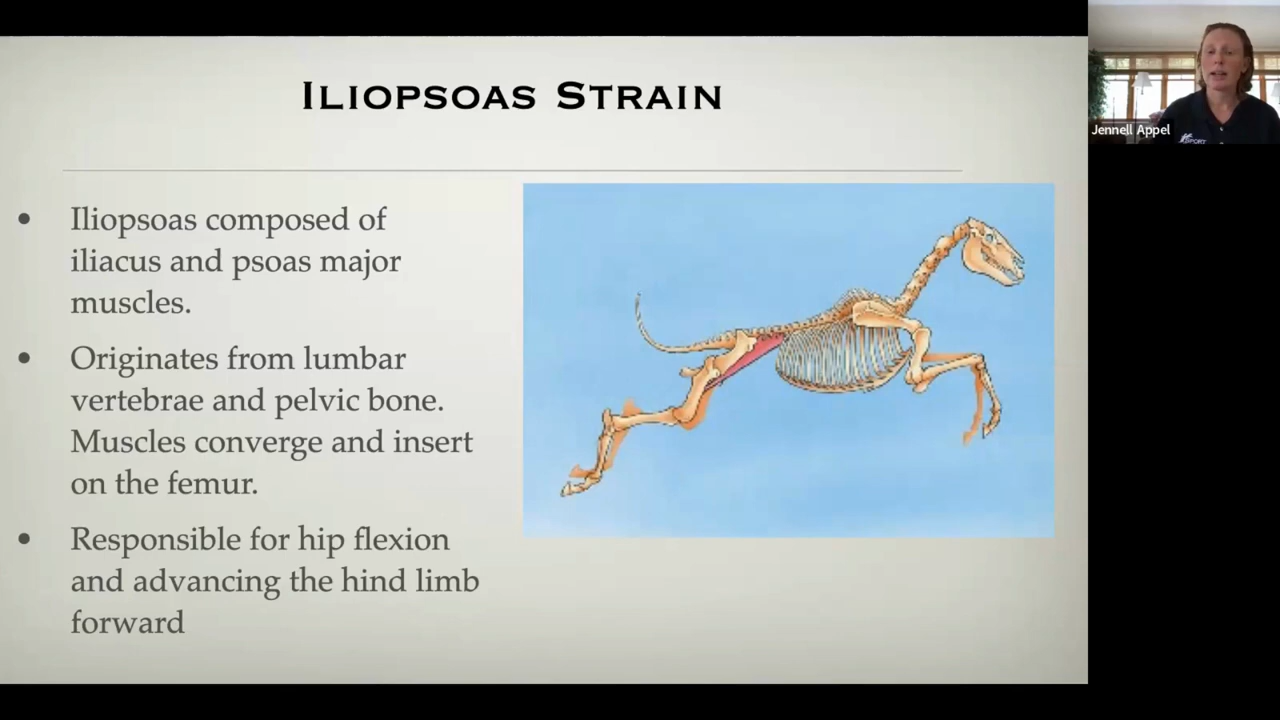 ILIOPSOAS STRAIN
• Iliopsoas composed of
iliacus and psoas major
muscles.
• Originates from lumbar
vertebrae and pelvic bone.
Muscles converge and insert
on the femur.
• Responsible for hip flexion
and advancing the hind limb
forward
Jennell Appel
SPORT